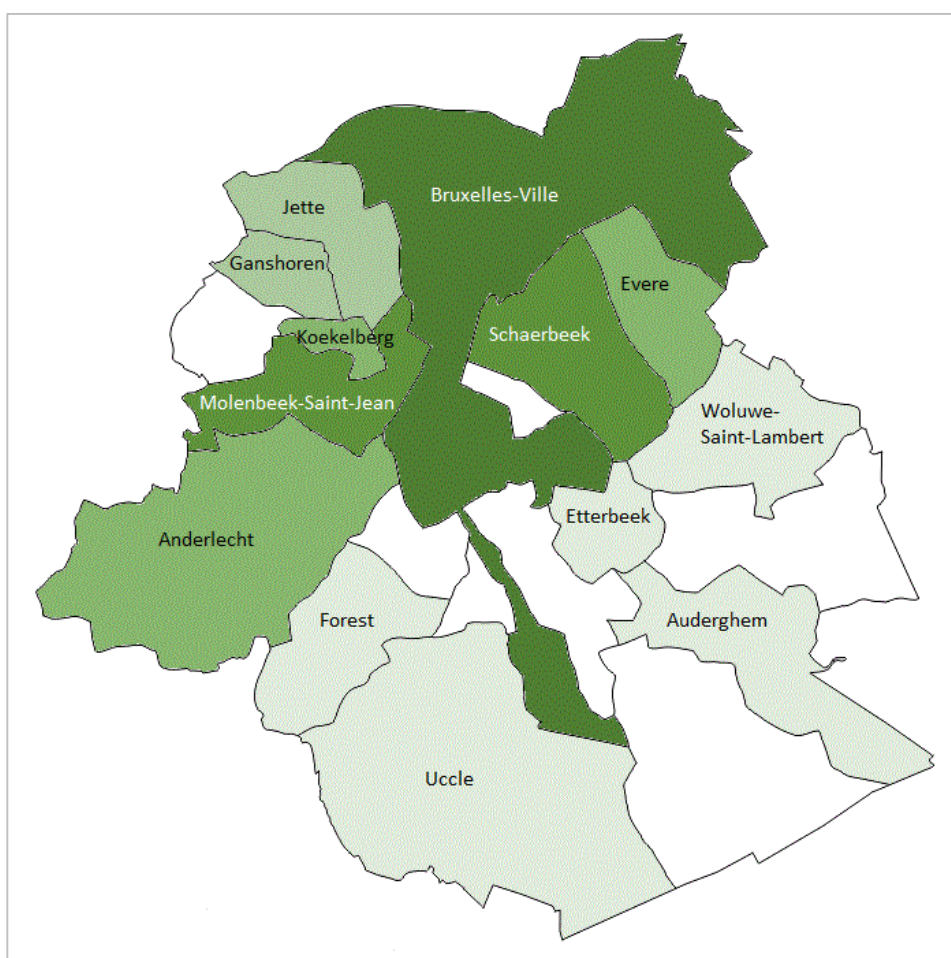 Bruxelles-Ville
Jette
Ganshoren
Evere
Koekelberg
Schaerbeek
Molenbeek-Saint-Jean
Woluwe-
Saint-Lambert
Etterbeek
Anderlecht
Forest
Auderghem
Uccle